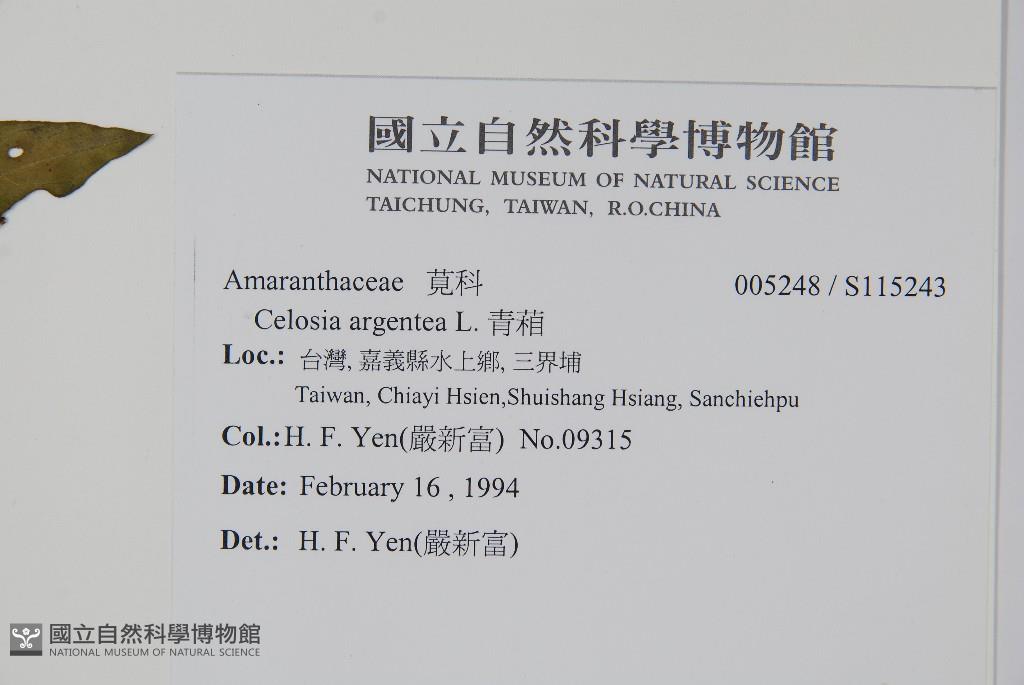 國立自然科學博物館
NATIONAL MUSEUM OF NATURAL SCIENCE
TAICHUNG, TAIWAN, R.O.CHINA
Amaranthaceae 莧科 005248 / S115243
Celosia argentea L. 青葙
Loc.: 台灣, 嘉義縣水上鄉, 三界埔
Taiwan, Chiayi Hsien,Shuishang Hsiang, Sanchiehpu
Col.:H. F. Yen(嚴新富) No.09315
Date: February 16 , 1994
Det.: H. F. Yen(嚴新富)
國立自然科學博物館
NATIONAL MUSEUM OF NATURAL SCIENCE